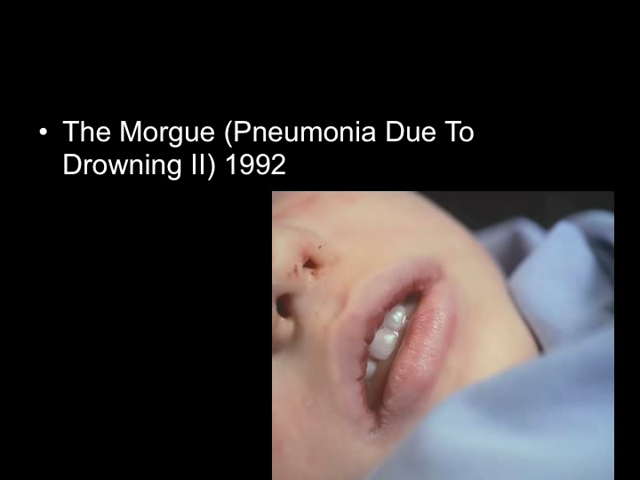 • The Morgue (Pneumonia Due To
Drowning II) 1992